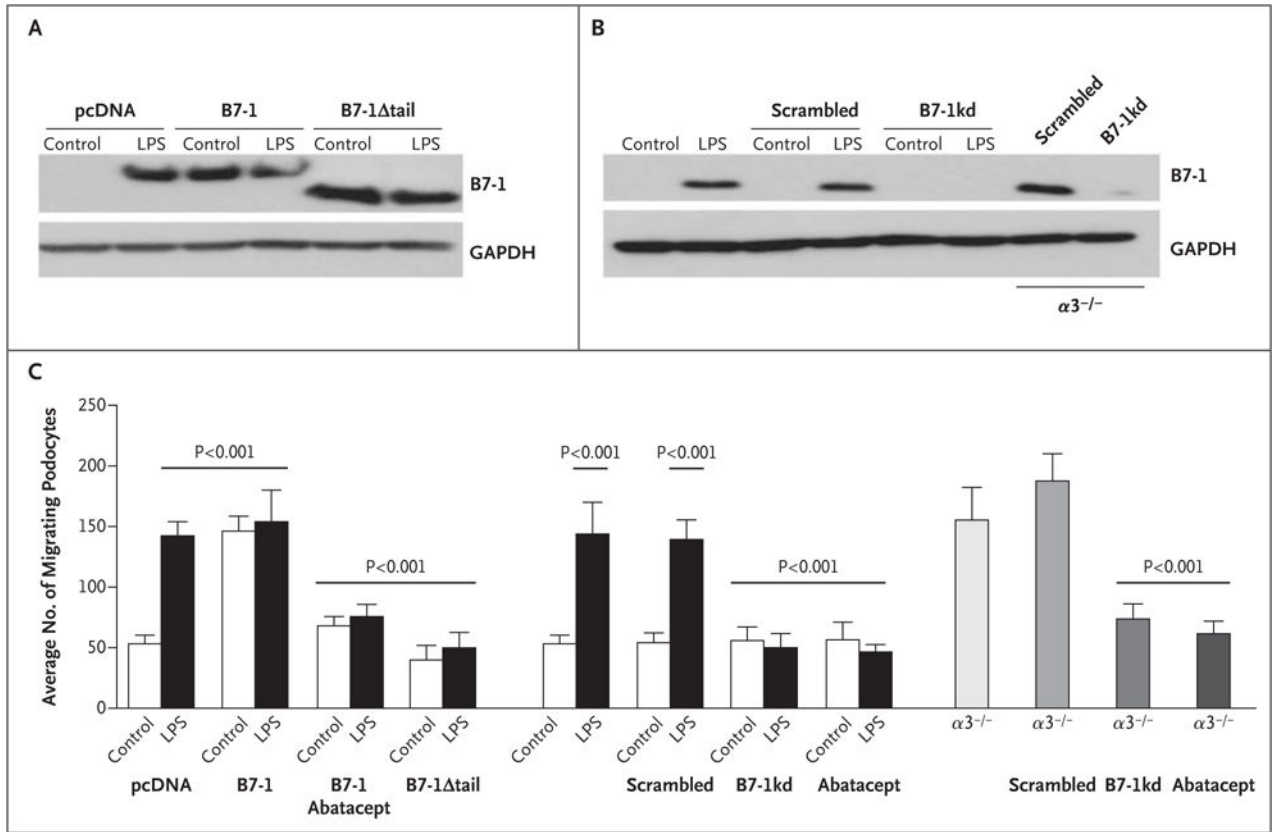 A
pcDNA B7-1 B7-1Δtail
Control LPS Control LPS Control LPS
B7-1
GAPDH
B
Scrambled B7-1kd Scrambled B7-1kd
Control LPS Control LPS Control LPS
B7-1
GAPDH
α3−/−
C
Average No. of Migrating Podocytes
250
200
150
100
50
0
P<0.001
P<0.001
P<0.001
P<0.001
P<0.001
P<0.001
Control LPS Control LPS Control LPS Control LPS Control LPS Control LPS Control LPS Control LPS α3−/− α3−/− α3−/− α3−/−
pcDNA B7-1 B7-1 Abatacept B7-1Δtail Scrambled B7-1kd Abatacept Scrambled B7-1kd Abatacept